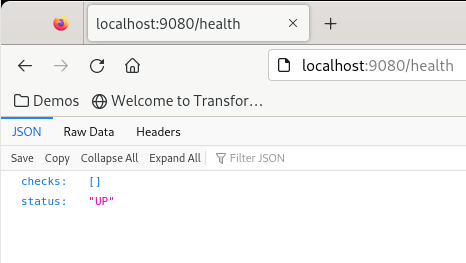 localhost:9080/health
localhost:9080/health
Demos Welcome to Transfor...
JSON Raw Data Headers
Save Copy Collapse All Expand All Filter JSON
checks: []
status: "UP"